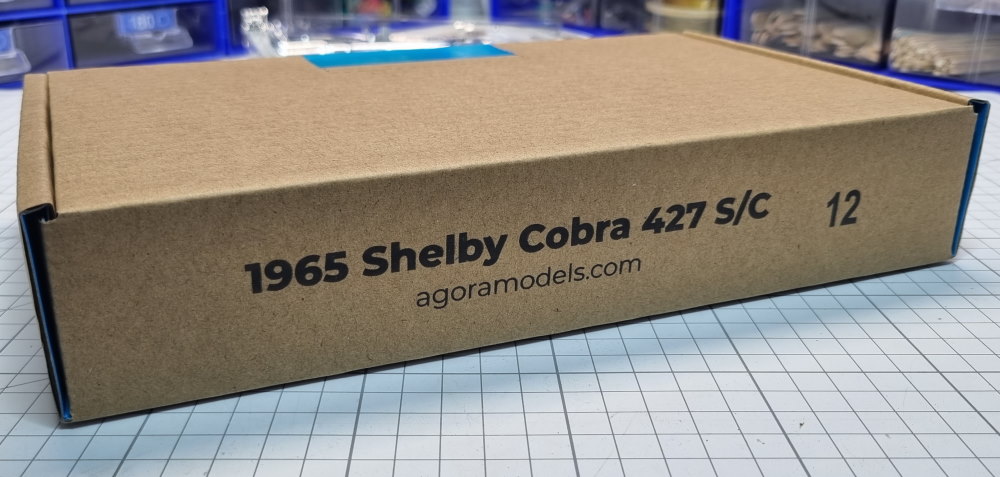 1965 Shelby Cobra 427 S/C 12
agoramodels.com